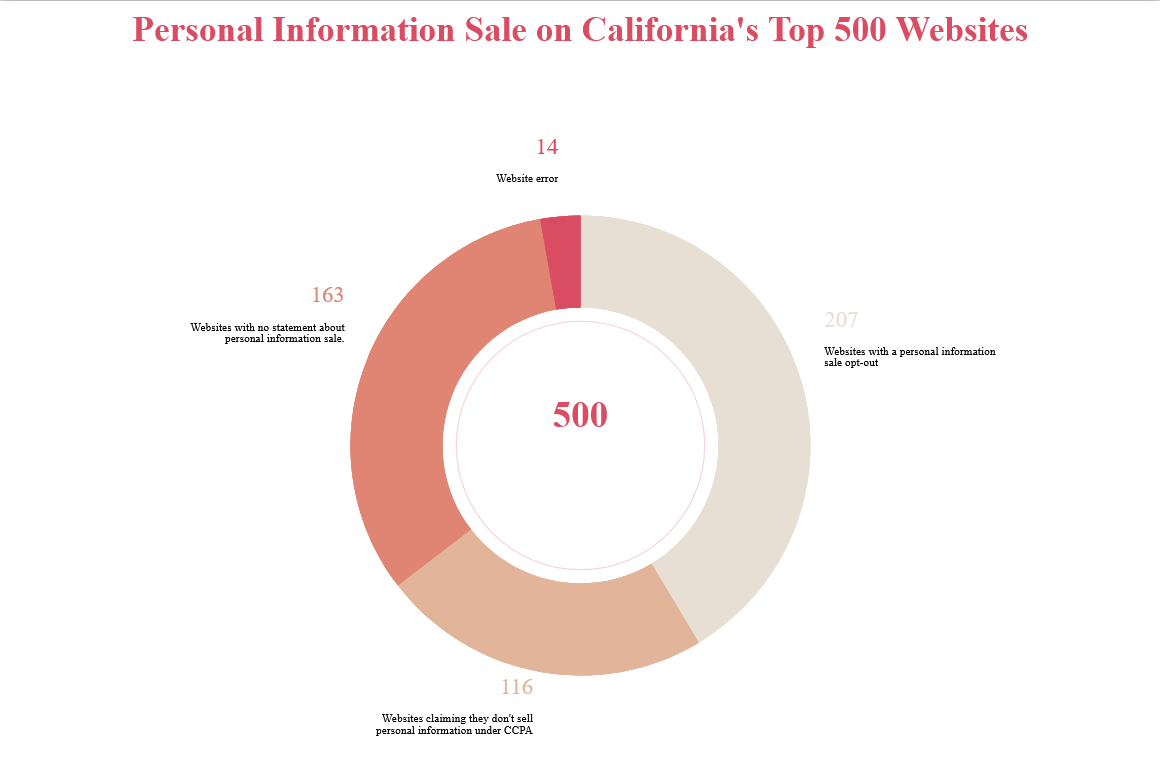 Personal Information Sale on California's Top 500 Websites
14
Website error
163
Websites with no statement about
personal information sale.
207
Websites with a personal information
sale opt-out
500
116
Websites claiming they don't sell
personal information under CCPA